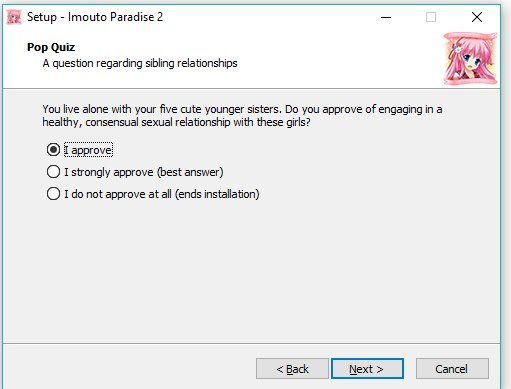 Setup - Imouto Paradise 2
Pop Quiz
A question regarding sibling relationships
You live alone with your five cute younger sisters. Do you approve of engaging in a
healthy, consensual sexual relationship with these girls?
I approve
I strongly approve (best answer)
I do not approve at all (ends installation)
< Back
Next >
Cancel